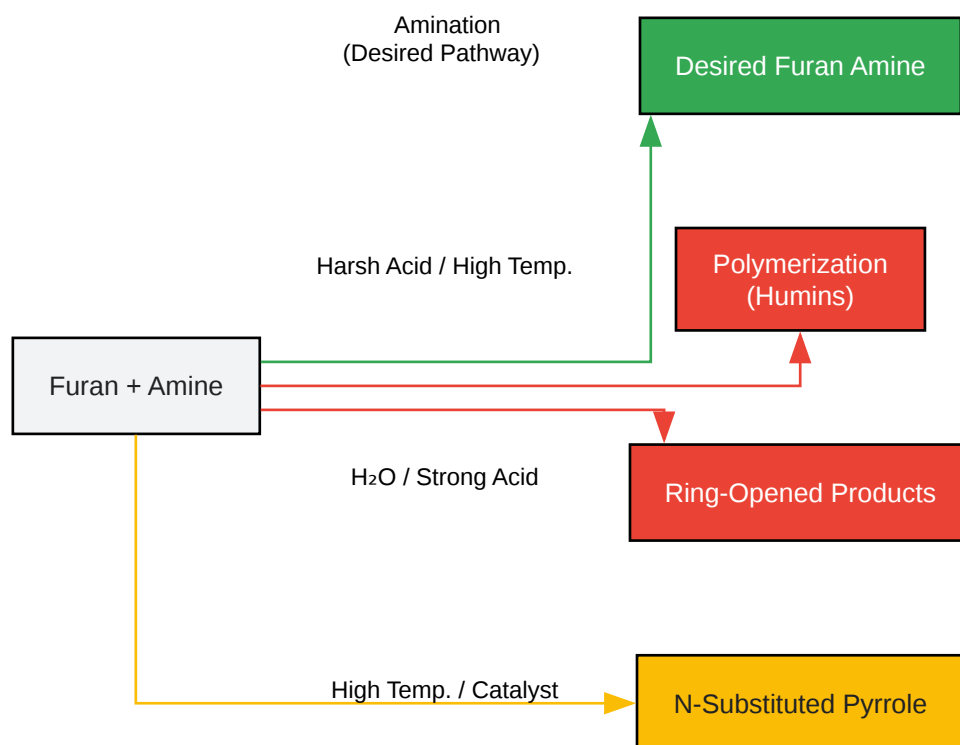 Amination
(Desired Pathway)
Desired Furan Amine
Harsh Acid / High Temp.
Polymerization
(Humins)
Furan + Amine
H₂O / Strong Acid
Ring-Opened Products
High Temp. / Catalyst
N-Substituted Pyrrole